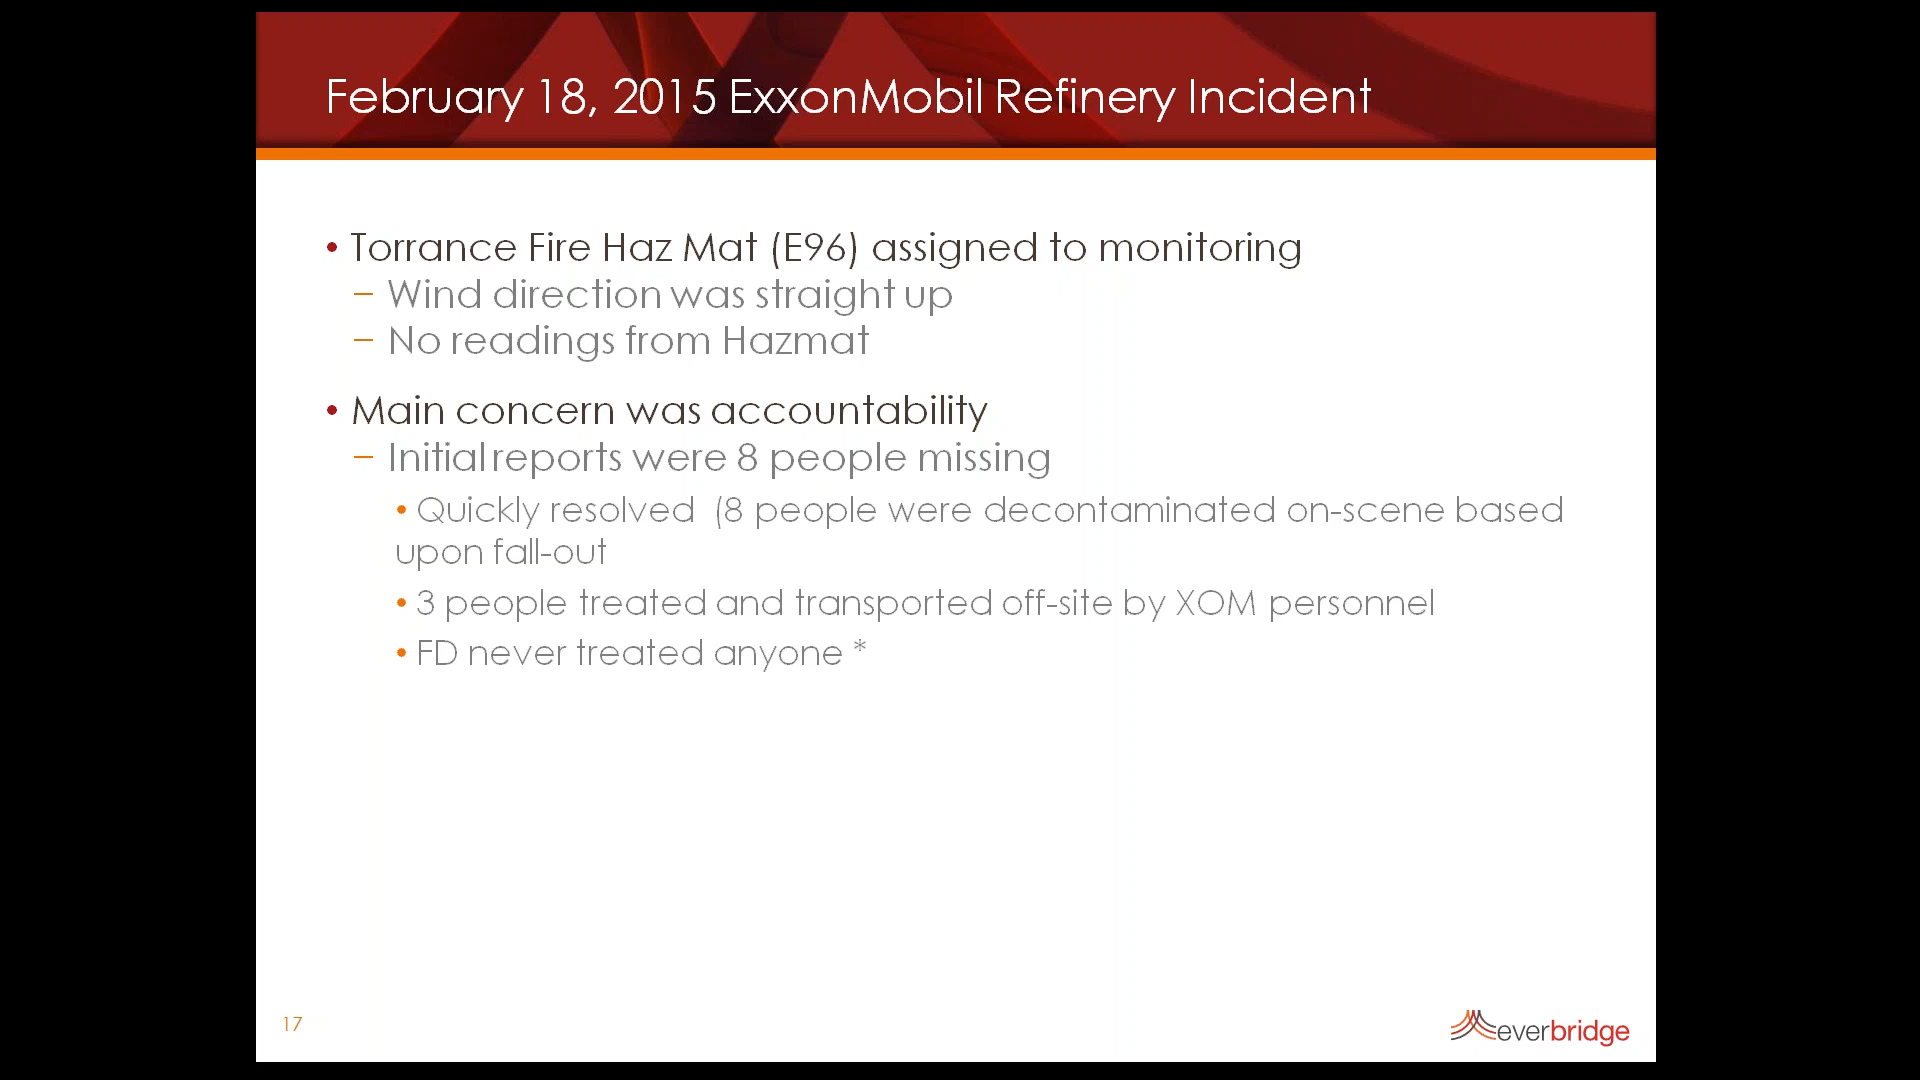 February 18, 2015 ExxonMobil Refinery Incident
• Torrance Fire Haz Mat (E96) assigned to monitoring
– Wind direction was straight up
– No readings from Hazmat
• Main concern was accountability
– Initial reports were 8 people missing
• Quickly resolved (8 people were decontaminated on-scene based
upon fall-out
• 3 people treated and transported off-site by XOM personnel
• FD never treated anyone *
17
everbridge